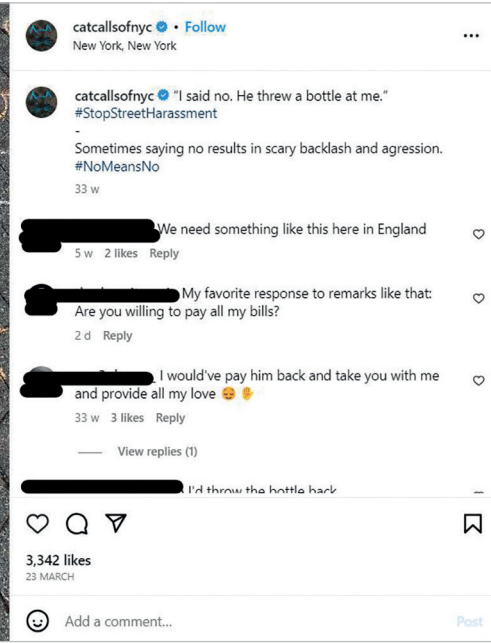 catcallsofnyc • Follow
New York, New York
catcallsofnyc "I said no. He threw a bottle at me."
#StopStreetHarassment
-
Sometimes saying no results in scary backlash and agression.
#NoMeansNo
33 w
We need something like this here in England
5 w 2 likes Reply
My favorite response to remarks like that:
Are you willing to pay all my bills?
2 d Reply
I would've pay him back and take you with me
and provide all my love 😌 ✋
33 w 3 likes Reply
View replies (1)
I'd throw the bottle back
3,342 likes
23 MARCH
Add a comment...
Post